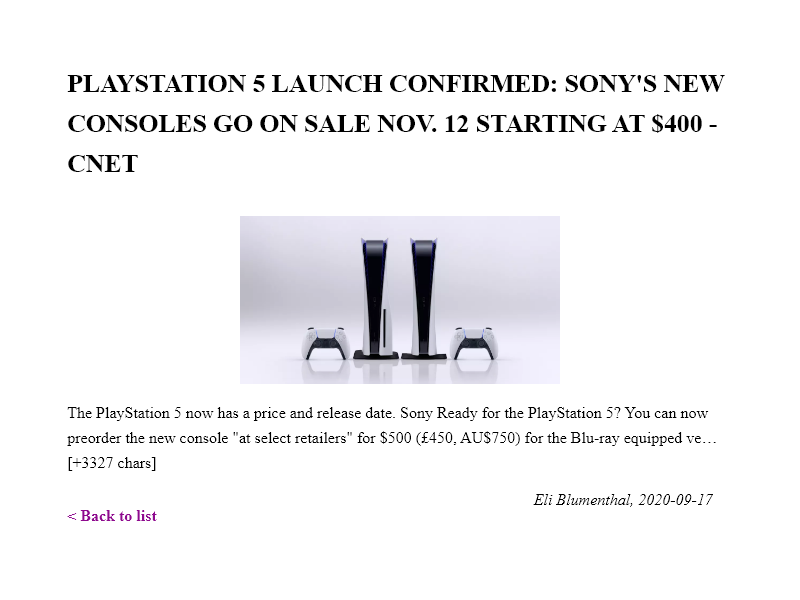 PLAYSTATION 5 LAUNCH CONFIRMED: SONY'S NEW
CONSOLES GO ON SALE NOV. 12 STARTING AT $400 -
CNET
The PlayStation 5 now has a price and release date. Sony Ready for the PlayStation 5? You can now
preorder the new console "at select retailers" for $500 (£450, AU$750) for the Blu-ray equipped ve…
[+3327 chars]
Eli Blumenthal, 2020-09-17
< Back to list